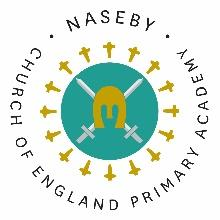 · NASEBY ·
CHURCH OF ENGLAND PRIMARY ACADEMY